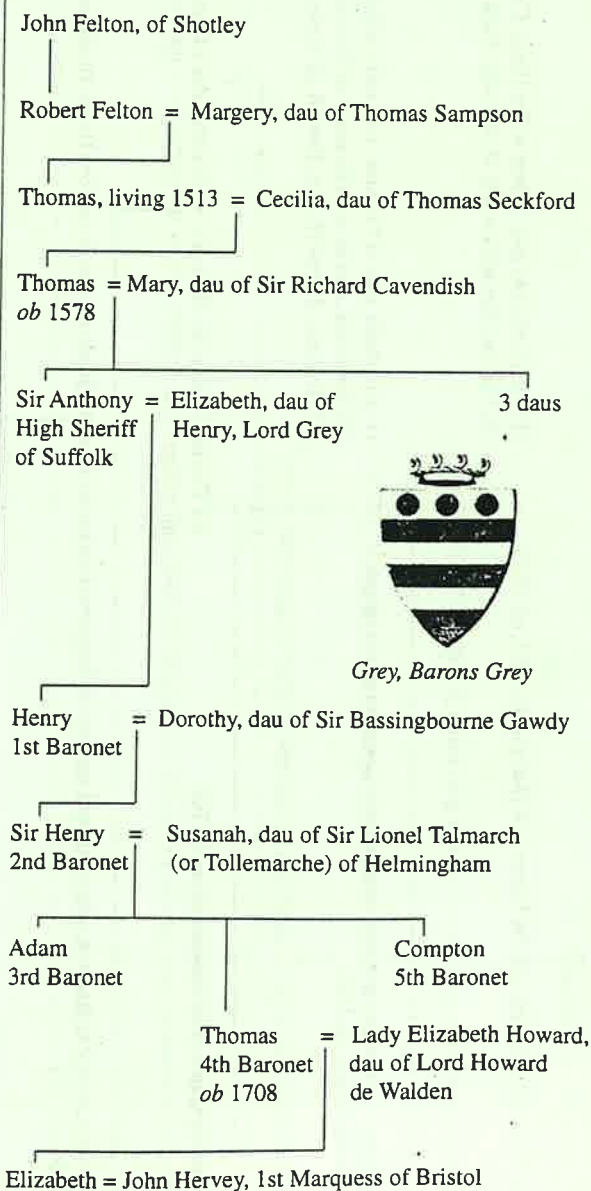 John Felton, of Shotley
Robert Felton = Margery, dau of Thomas Sampson
Thomas, living 1513 = Cecilia, dau of Thomas Seckford
Thomas = Mary, dau of Sir Richard Cavendish
ob 1578
Sir Anthony = Elizabeth, dau of
High Sheriff Henry, Lord Grey
of Suffolk
3 daus
Grey, Barons Grey
Henry = Dorothy, dau of Sir Bassingbourne Gawdy
1st Baronet
Sir Henry = Susanah, dau of Sir Lionel Talmarch
2nd Baronet (or Tollemarche) of Helmingham
Adam
3rd Baronet
Compton
5th Baronet
Thomas = Lady Elizabeth Howard,
4th Baronet dau of Lord Howard
ob 1708 de Walden
Elizabeth = John Hervey, 1st Marquess of Bristol